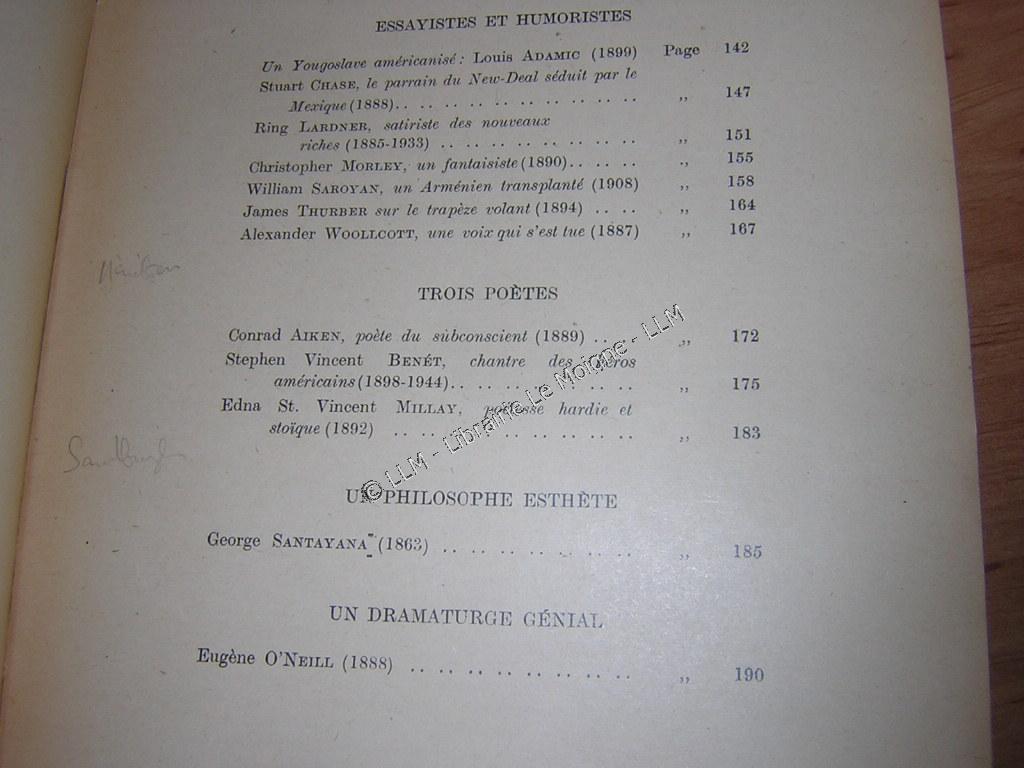 ESSAYISTES ET HUMORISTES
Un Yougoslave américanisé: Louis ADAMIC (1899) Page 142
Stuart CHASE, le parrain du New-Deal séduit par le
Mexique (1888).. .. .. .. .. .. .. .. .. .. ,, 147
Ring LARDNER, satiriste des nouveaux
riches (1885-1933) .. .. .. .. .. .. .. .. ,, 151
Christopher MORLEY, un fantaisiste (1890).. .. .. ., 155
William SAROYAN, un Arménien transplanté (1908) ,, 158
James THURBER sur le trapèze volant (1894) .. .. ,, 164
Alexander WOOLLCOTT, une voix qui s'est tue (1887) ,, 167
TROIS POÈTES
Conrad AIKEN, poète du subconscient (1889) .. .. ,, 172
Stephen Vincent BENÉT, chantre des héros
américains (1898-1944).. .. .. .. .. .. .. .. ,, 175
Edna St. Vincent MILLAY, poétesse hardie et
stoïque (1892) .. .. .. .. .. .. .. .. .. ,, 183
© LLM - Librairie Le Moigne - LLM
UN PHILOSOPHE ESTHÈTE
George SANTAYANA (1863) .. .. .. .. .. .. .. ,, 185
UN DRAMATURGE GÉNIAL
Eugène O'NEILL (1888) .. .. .. .. .. .. .. .. ,, 190